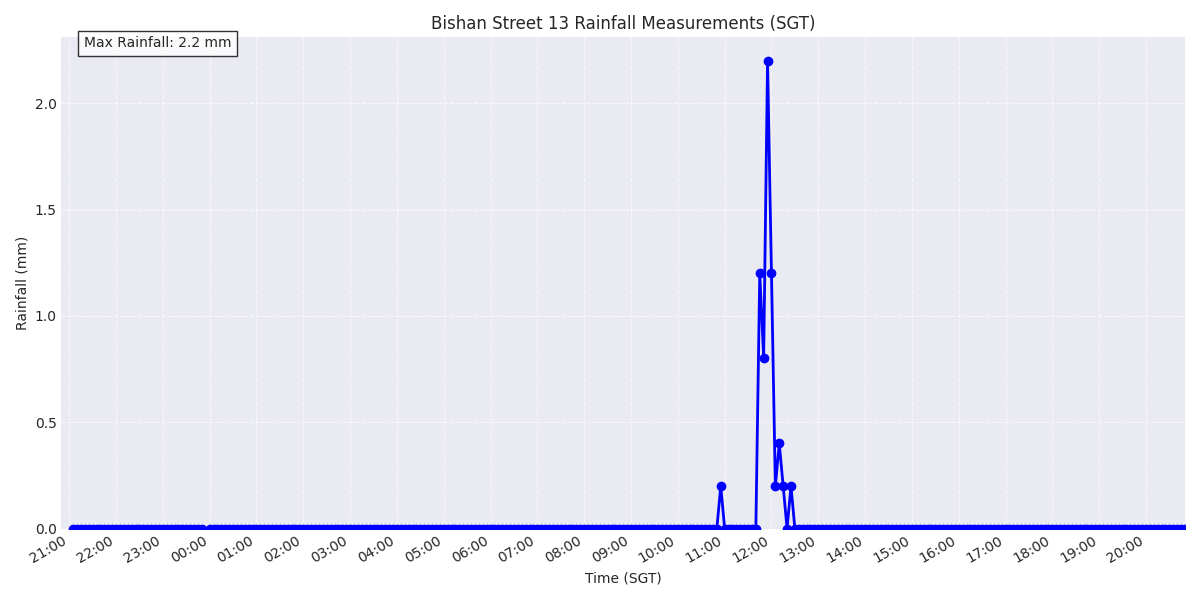 Bishan Street 13 Rainfall Measurements (SGT)
Max Rainfall: 2.2 mm
2.0
1.5
1.0
0.5
0.0
Rainfall (mm)
21:00 22:00 23:00 00:00 01:00 02:00 03:00 04:00 05:00 06:00 07:00 08:00 09:00 10:00 11:00 12:00 13:00 14:00 15:00 16:00 17:00 18:00 19:00 20:00
Time (SGT)